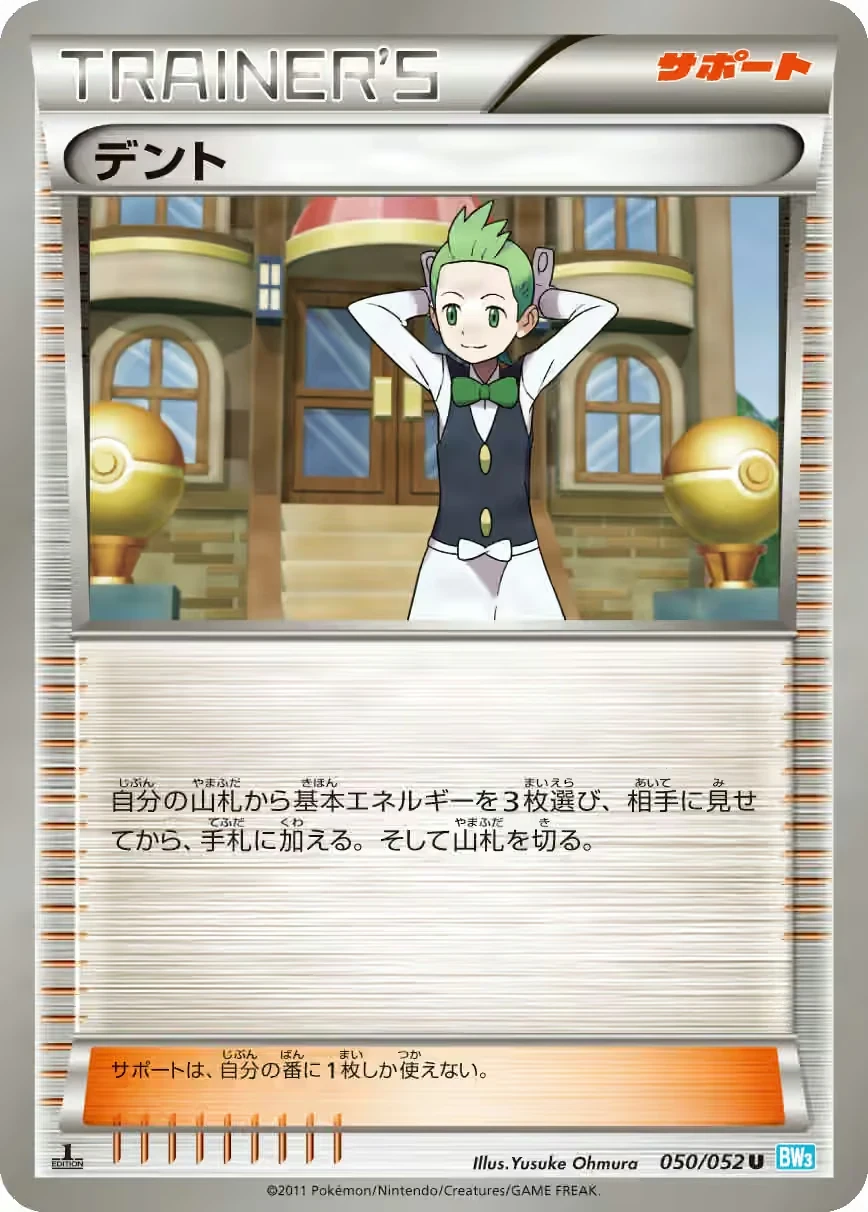 TRAINER'S
サポート
デント
自分の山札から基本エネルギーを3枚選び、相手に見せ
てから、手札に加える。そして山札を切る。
サポートは、自分の番に1枚しか使えない。
1 EDITION
Illus.Yusuke Ohmura 050/052 U BW3
©2011 Pokémon/Nintendo/Creatures/GAME FREAK.